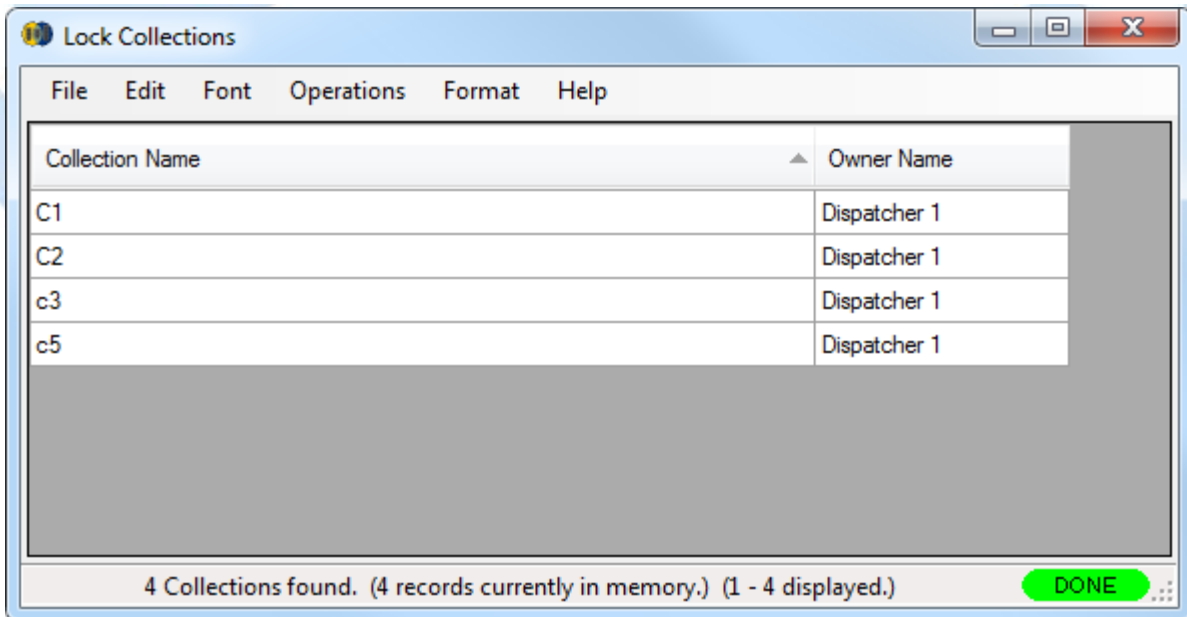 Lock Collections
File Edit Font Operations Format Help
Collection Name Owner Name
C1 Dispatcher 1
C2 Dispatcher 1
c3 Dispatcher 1
c5 Dispatcher 1
4 Collections found. (4 records currently in memory.) (1 - 4 displayed.) DONE